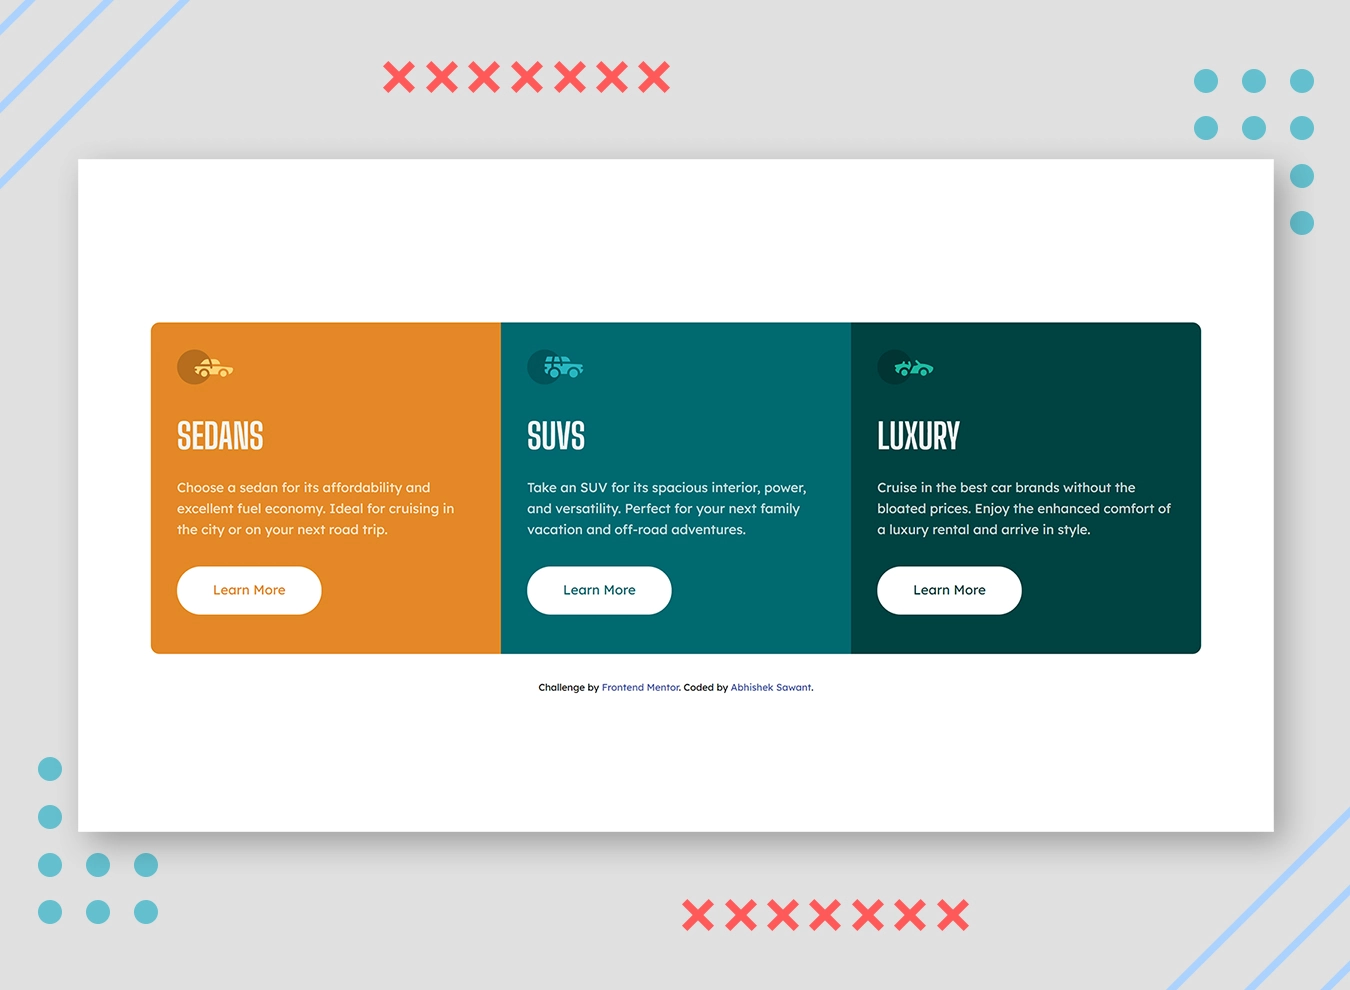 SEDANS
Choose a sedan for its affordability and
excellent fuel economy. Ideal for cruising in
the city or on your next road trip.
Learn More
SUVS
Take an SUV for its spacious interior, power,
and versatility. Perfect for your next family
vacation and off-road adventures.
Learn More
LUXURY
Cruise in the best car brands without the
bloated prices. Enjoy the enhanced comfort of
a luxury rental and arrive in style.
Learn More
Challenge by Frontend Mentor. Coded by Abhishek Sawant.